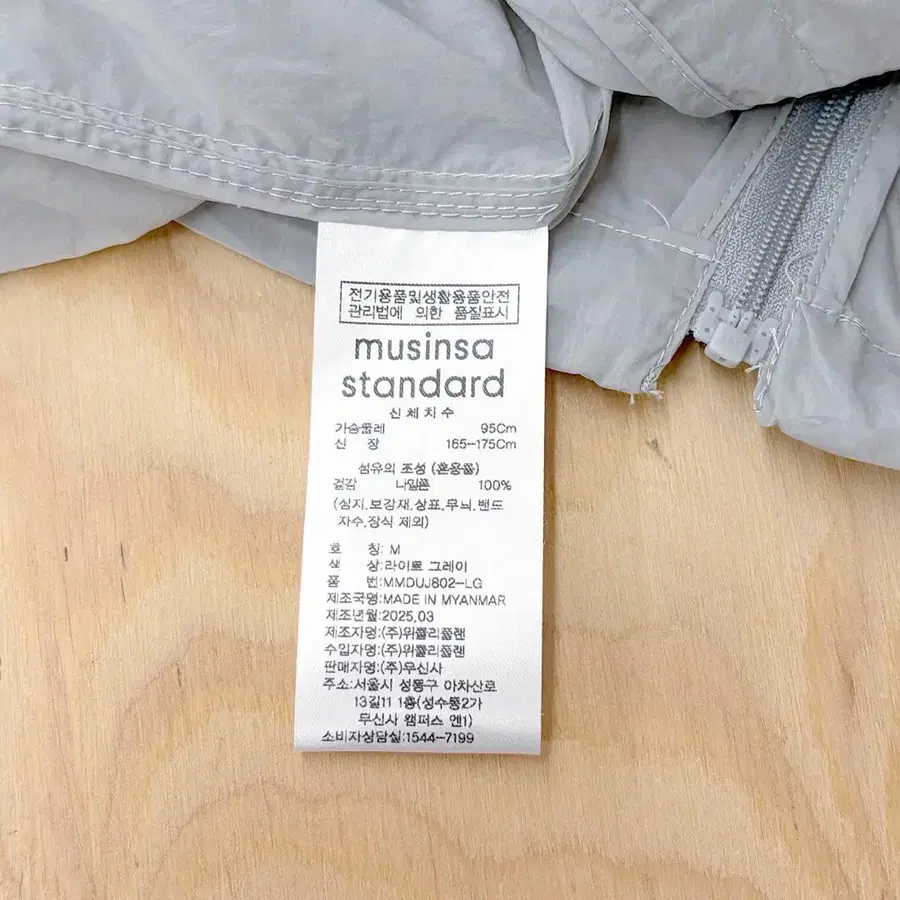 전기용품및생활용품안전
관리법에 의한 품질표시
musinsa
standard
신체치수
가슴둘레 95Cm
신 장 165-175Cm
섬유의 조성 (혼용율)
겉감 나일론 100%
(심지,보강재,상표,무늬,밴드
자수,장식 제외)
호 칭: M
색 상:라이트 그레이
품 번:MMDUJ802-LG
제조국명:MADE IN MYANMAR
제조년월:2025.03
제조자명:(주)위플리플랜
수입자명:(주)위플리플랜
판매자명:(주)무신사
주소:서울시 성동구 아차산로
13길11 1층(성수동2가
무신사 캠퍼스 엔1)
소비자상담실:1544-7199